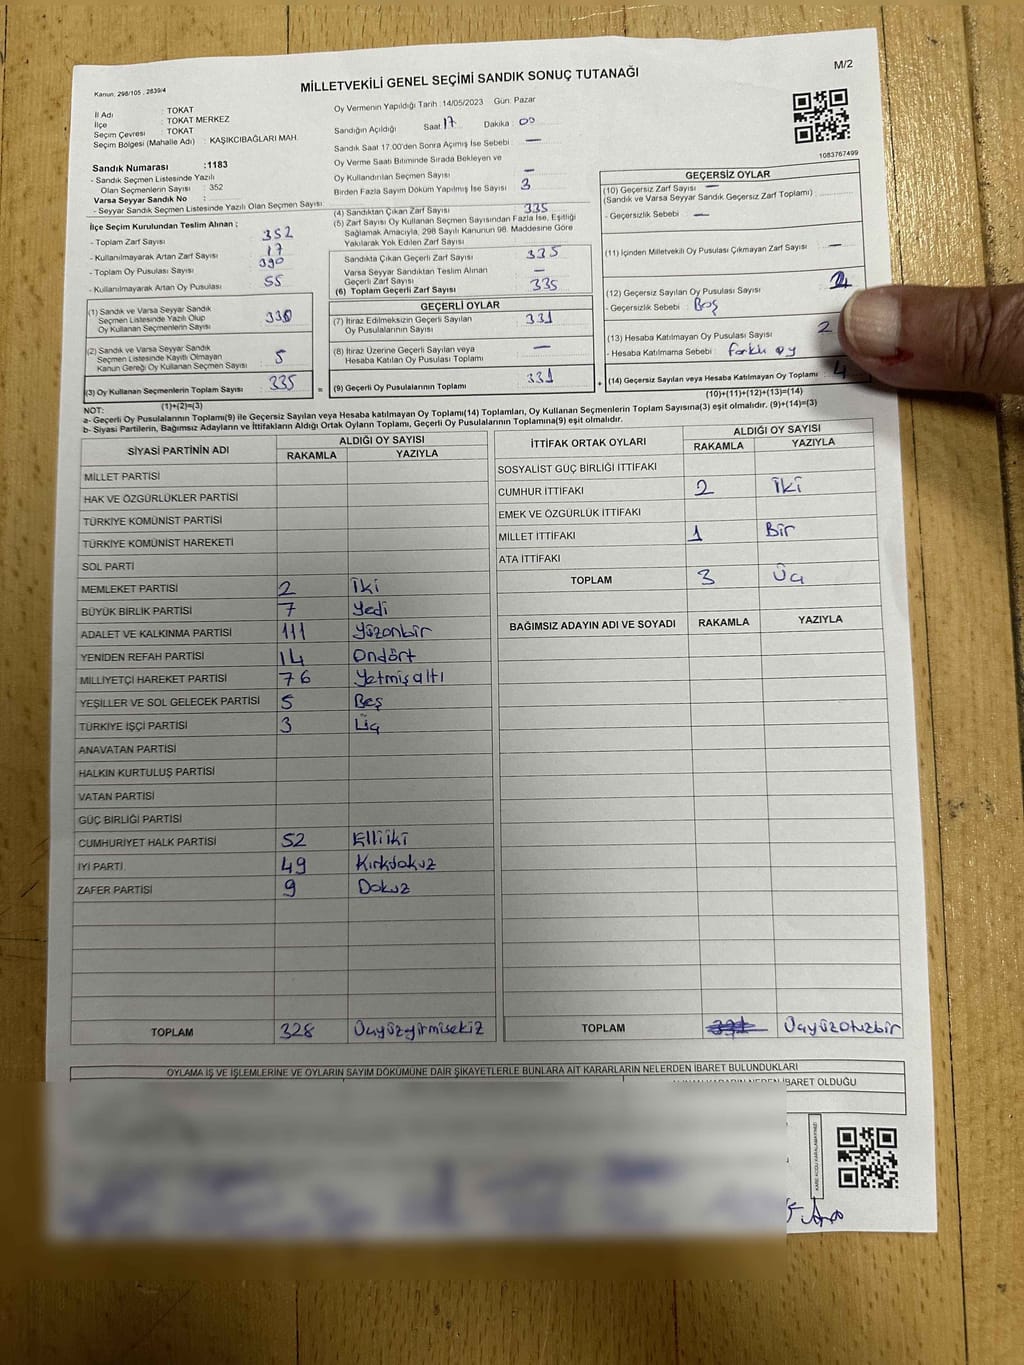 Kanun: 298/105 , 2839/4
MİLLETVEKİLİ GENEL SEÇİMİ SANDIK SONUÇ TUTANAĞI
M/2
İl Adı : TOKAT
İlçe : TOKAT MERKEZ
Seçim Çevresi : TOKAT
Seçim Bölgesi (Mahalle Adı) : KAŞIKCIBAĞLARI MAH.
Sandık Numarası :1183
- Sandık Seçmen Listesinde Yazılı
Olan Seçmenlerin Sayısı : 352
Varsa Seyyar Sandık No :
- Seyyar Sandık Seçmen Listesinde Yazılı Olan Seçmen Sayısı
Oy Vermenin Yapıldığı Tarih :14/05/2023 Gün: Pazar
Sandığın Açıldığı Saat: 17 Dakika : 00
Sandık Saat 17:00'den Sonra Açımış İse Sebebi : —
Oy Verme Saati Bitiminde Sırada Bekleyen ve
Oy Kullandırılan Seçmen Sayısı : —
Birden Fazla Sayım Döküm Yapılmış İse Sayısı : 3
1083767499
İlçe Seçim Kurulundan Teslim Alınan ;
- Toplam Zarf Sayısı : 352
- Kullanılmayarak Artan Zarf Sayısı : 17
- Toplam Oy Pusulası Sayısı : 390
- Kullanılmayarak Artan Oy Pusulası : 55
(1) Sandık ve Varsa Seyyar Sandık
Seçmen Listesinde Yazılı Olup
Oy Kullanan Seçmenlerin Sayısı : 330
(2) Sandık ve Varsa Seyyar Sandık
Seçmen Listesinde Kayıtlı Olmayan
Kanun Gereği Oy Kullanan Seçmen Sayısı : 5
(3) Oy Kullanan Seçmenlerin Toplam Sayısı : 335
(1)+(2)=(3)
(4) Sandıktan Çıkan Zarf Sayısı : 335
(5) Zarf Sayısı Oy Kullanan Seçmen Sayısından Fazla İse, Eşitliği
Sağlamak Amacıyla, 298 Sayılı Kanunun 98. Maddesine Göre
Yakılarak Yok Edilen Zarf Sayısı :
Sandıkta Çıkan Geçerli Zarf Sayısı : 335
Varsa Seyyar Sandıktan Teslim Alınan
Geçerli Zarf Sayısı : —
(6) Toplam Geçerli Zarf Sayısı : 335
GEÇERLİ OYLAR
(7) İtiraz Edilmeksizin Geçerli Sayılan
Oy Pusulalarının Sayısı : 331
(8) İtiraz Üzerine Geçerli Sayılan veya
Hesaba Katılan Oy Pusulası Toplamı : —
= (9) Geçerli Oy Pusulalarının Toplamı : 331 +
GEÇERSİZ OYLAR
(10) Geçersiz Zarf Sayısı : —
(Sandık ve Varsa Seyyar Sandık Geçersiz Zarf Toplamı)
- Geçersizlik Sebebi : —
(11) İçinden Milletvekili Oy Pusulası Çıkmayan Zarf Sayısı : —
(12) Geçersiz Sayılan Oy Pusulası Sayısı : 2
- Geçersizlik Sebebi : Boş
(13) Hesaba Katılmayan Oy Pusulası Sayısı : 2
- Hesaba Katılmama Sebebi : farklı oy
(14) Geçersiz Sayılan veya Hesaba Katılmayan Oy Toplamı : 4
(10)+(11)+(12)+(13)=(14)
NOT:
a- Geçerli Oy Pusulalarının Toplamı(9) ile Geçersiz Sayılan veya Hesaba katılmayan Oy Toplamı(14) Toplamları, Oy Kullanan Seçmenlerin Toplam Sayısına(3) eşit olmalıdır. (9)+(14)=(3)
b- Siyasi Partilerin, Bağımsız Adayların ve İttifakların Aldığı Ortak Oyların Toplamı, Geçerli Oy Pusulalarının Toplamına(9) eşit olmalıdır.
SİYASİ PARTİNİN ADI ALDIĞI OY SAYISI
RAKAMLA YAZIYLA
MİLLET PARTİSİ
HAK VE ÖZGÜRLÜKLER PARTİSİ
TÜRKİYE KOMÜNİST PARTİSİ
TÜRKİYE KOMÜNİST HAREKETİ
SOL PARTİ
MEMLEKET PARTİSİ 2 İki
BÜYÜK BİRLİK PARTİSİ 7 Yedi
ADALET VE KALKINMA PARTİSİ 111 Yüzonbir
YENİDEN REFAH PARTİSİ 14 Ondört
MİLLİYETÇİ HAREKET PARTİSİ 76 Yetmişaltı
YEŞİLLER VE SOL GELECEK PARTİSİ 5 Beş
TÜRKİYE İŞÇİ PARTİSİ 3 Üç
ANAVATAN PARTİSİ
HALKIN KURTULUŞ PARTİSİ
VATAN PARTİSİ
GÜÇ BİRLİĞİ PARTİSİ
CUMHURİYET HALK PARTİSİ 52 Elliiki
İYİ PARTİ 49 Kırkdokuz
ZAFER PARTİSİ 9 Dokuz
TOPLAM 328 Üçyüzyirmisekiz
İTTİFAK ORTAK OYLARI ALDIĞI OY SAYISI
RAKAMLA YAZIYLA
SOSYALİST GÜÇ BİRLİĞİ İTTİFAKI
CUMHUR İTTİFAKI 2 İki
EMEK VE ÖZGÜRLÜK İTTİFAKI
MİLLET İTTİFAKI 1 Bir
ATA İTTİFAKI
TOPLAM 3 Üç
BAĞIMSIZ ADAYIN ADI VE SOYADI RAKAMLA YAZIYLA
TOPLAM 331 Üçyüzotuzbir
OYLAMA İŞ VE İŞLEMLERİNE VE OYLARIN SAYIM DÖKÜMÜNE DAİR ŞİKAYETLERLE BUNLARA AİT KARARLARIN NELERDEN İBARET BULUNDUKLARI
İBARET OLDUĞU